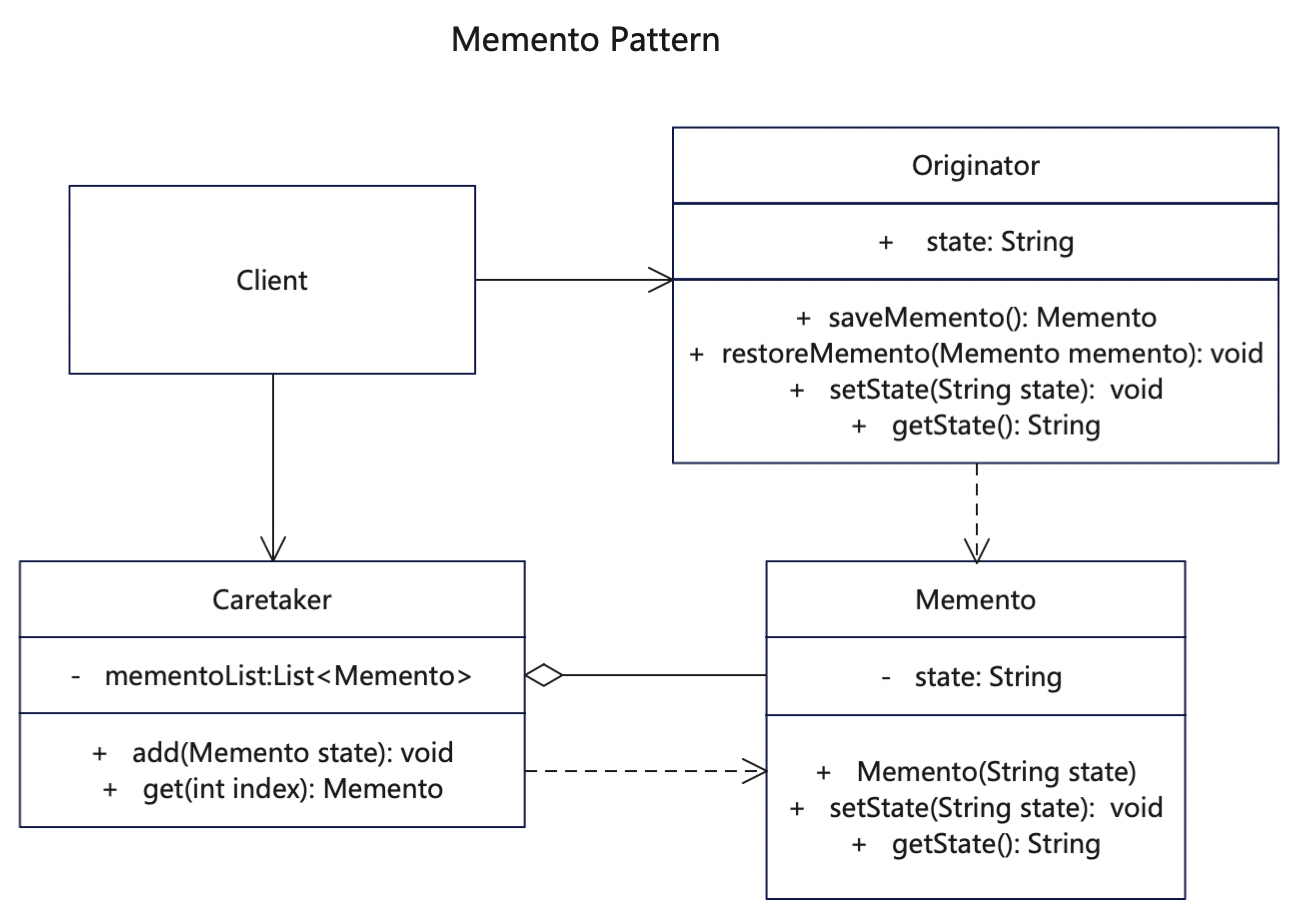 Memento Pattern
Client
Originator
+ state: String
+ saveMemento(): Memento
+ restoreMemento(Memento memento): void
+ setState(String state): void
+ getState(): String
Caretaker
- mementoList:List<Memento>
+ add(Memento state): void
+ get(int index): Memento
Memento
- state: String
+ Memento(String state)
+ setState(String state): void
+ getState(): String